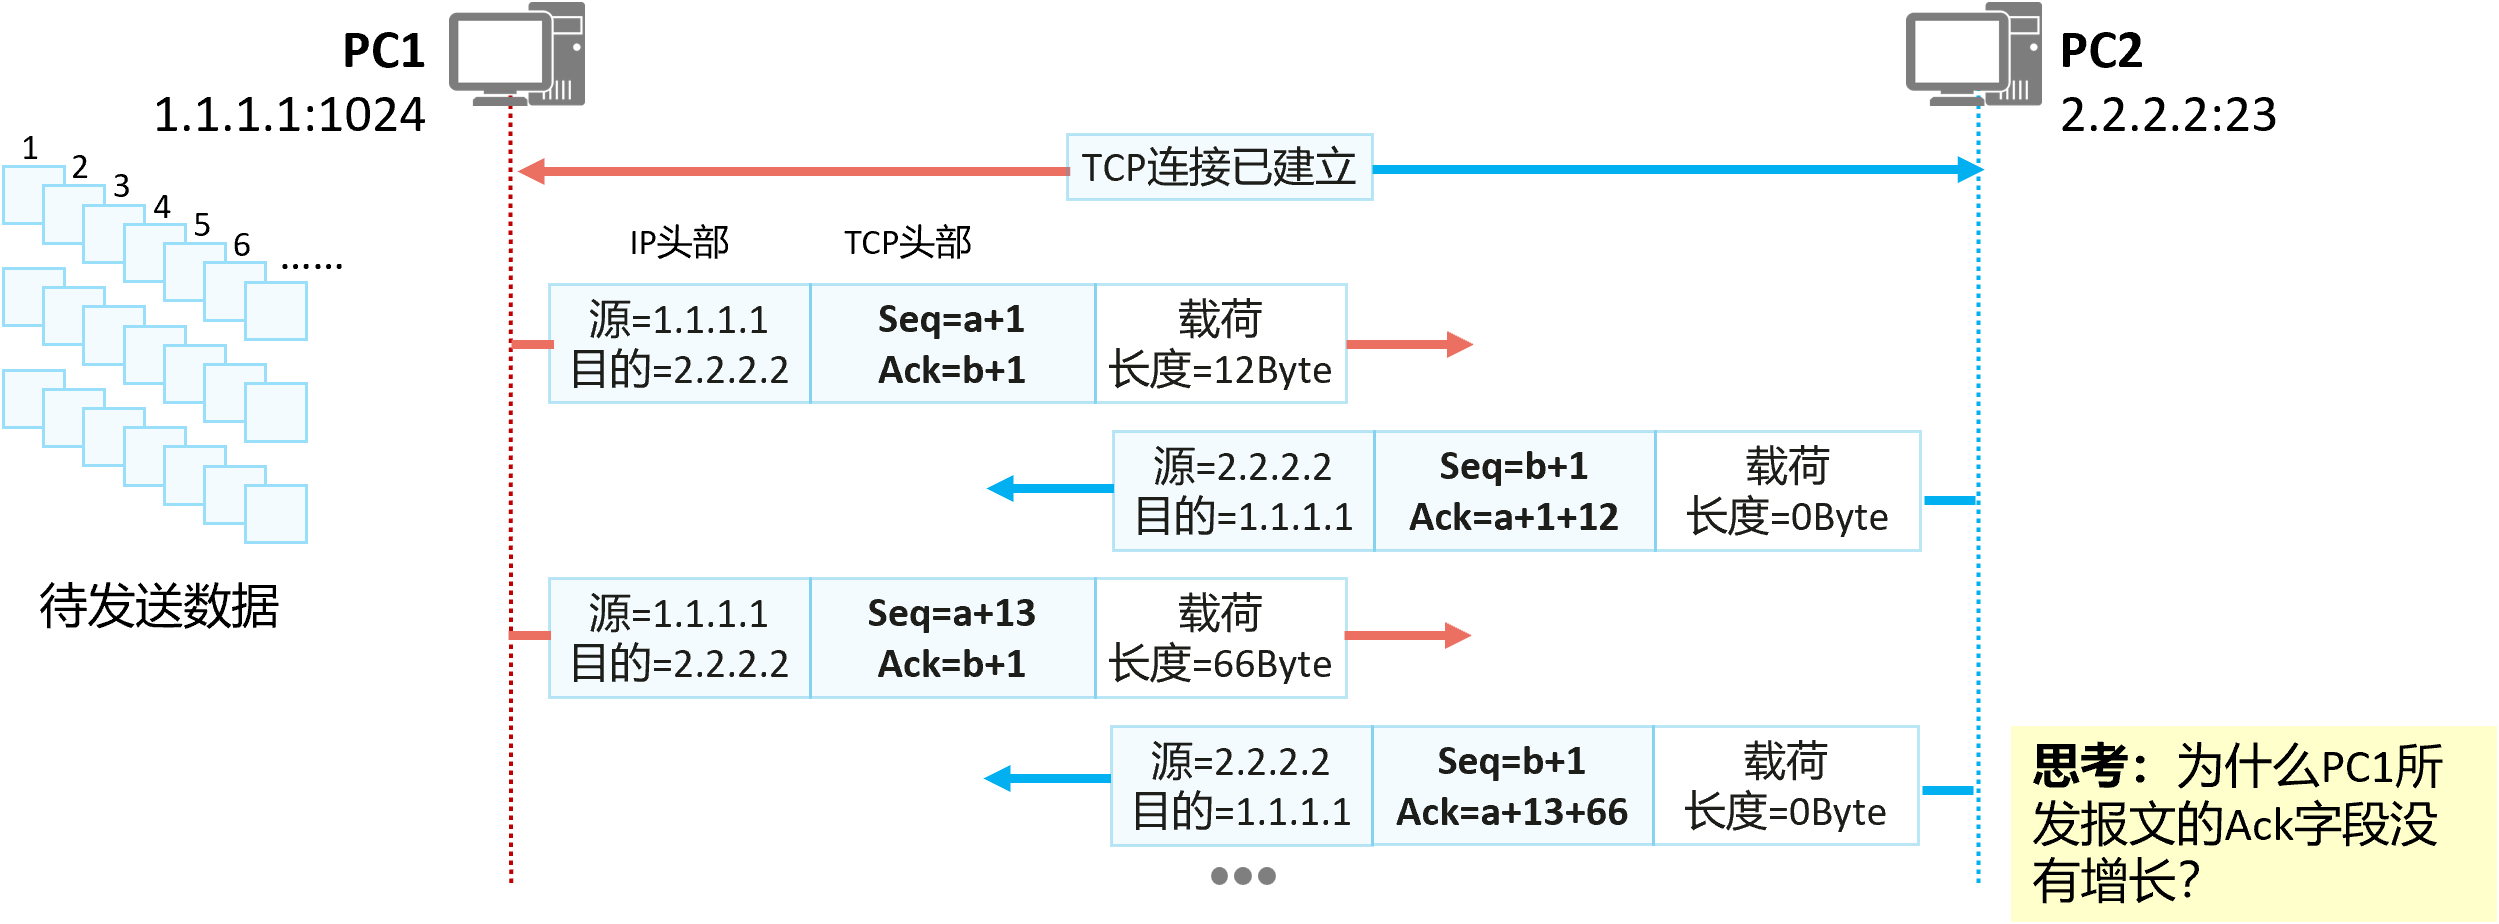 PC1
1.1.1.1:1024
PC2
2.2.2.2:23
1
2
3
4
5
6
......
待发送数据
TCP连接已建立
IP头部
TCP头部
源=1.1.1.1
目的=2.2.2.2
Seq=a+1
Ack=b+1
载荷
长度=12Byte
源=2.2.2.2
目的=1.1.1.1
Seq=b+1
Ack=a+1+12
载荷
长度=0Byte
源=1.1.1.1
目的=2.2.2.2
Seq=a+13
Ack=b+1
载荷
长度=66Byte
源=2.2.2.2
目的=1.1.1.1
Seq=b+1
Ack=a+13+66
载荷
长度=0Byte
思考：为什么PC1所
发报文的Ack字段没
有增长？